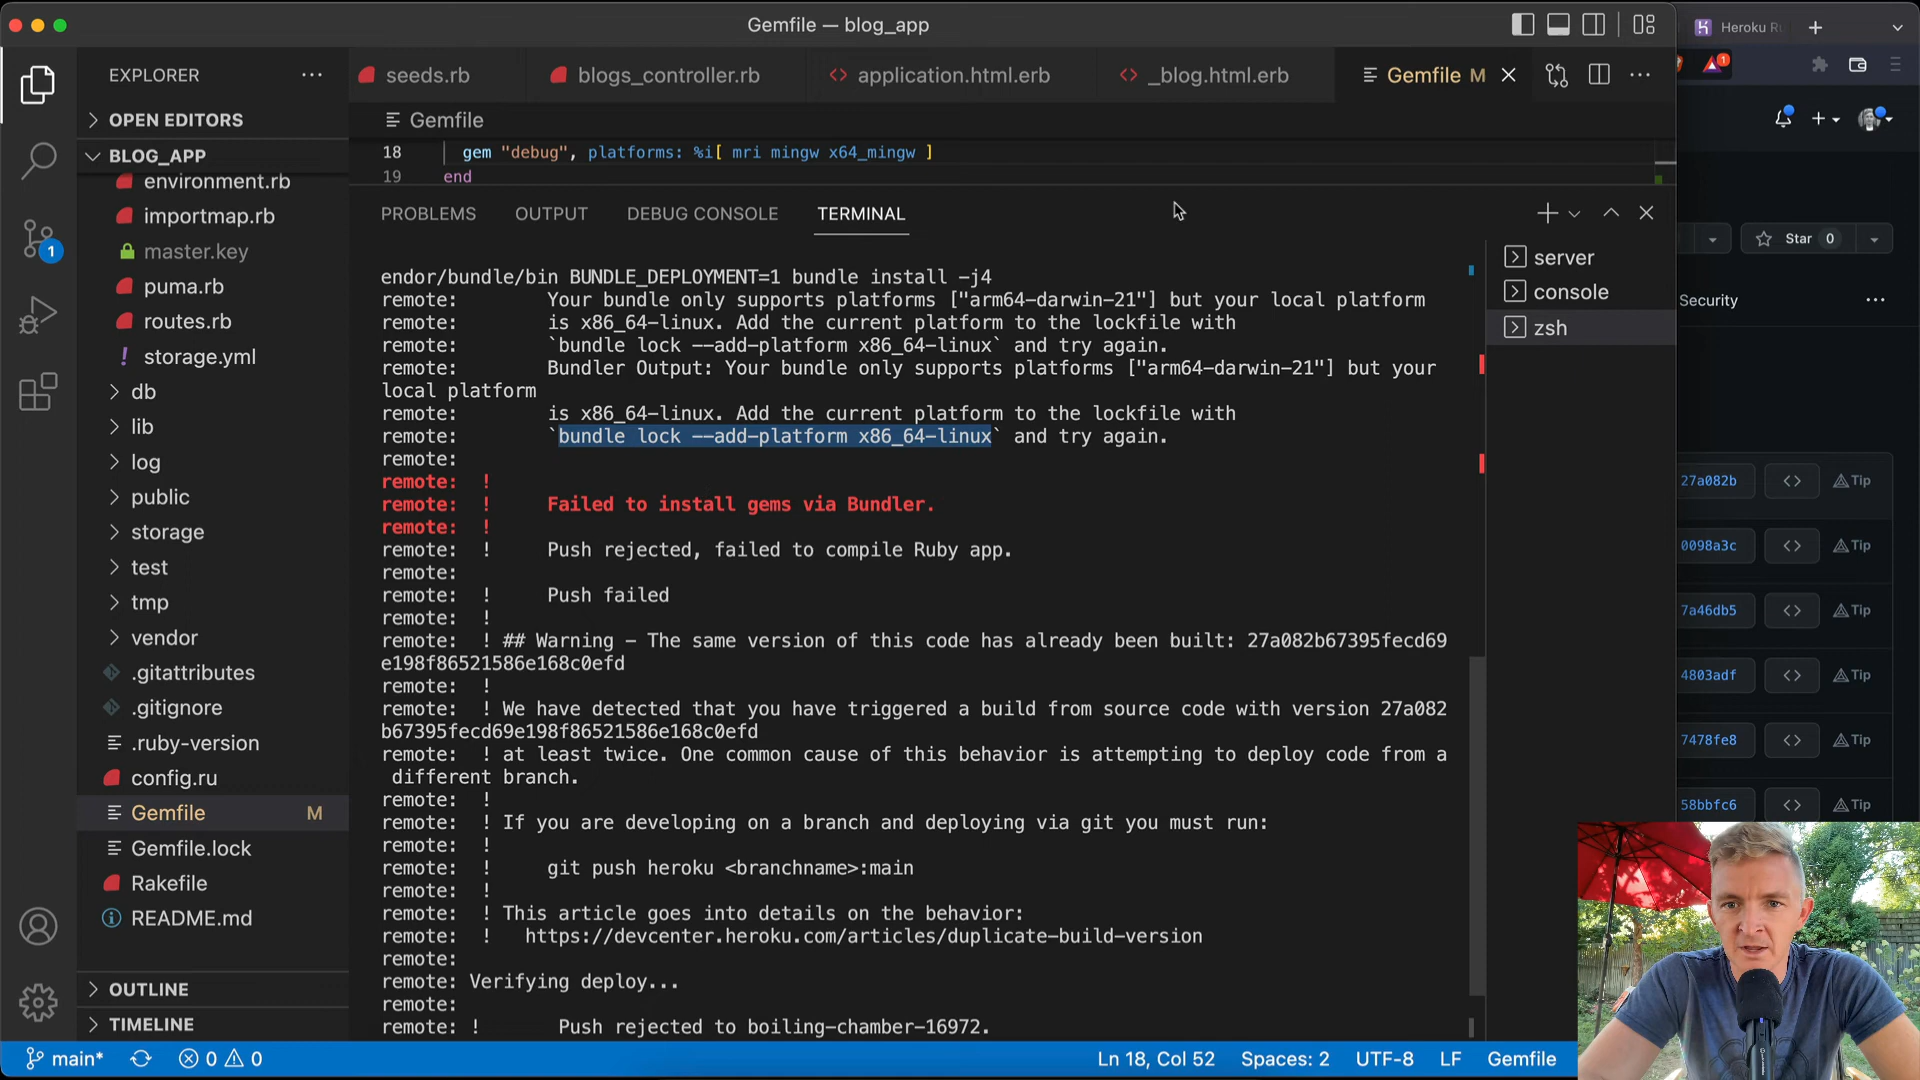 Gemfile — blog_app
Heroku Ru
EXPLORER
seeds.rb
blogs_controller.rb
application.html.erb
_blog.html.erb
Gemfile M
1
OPEN EDITORS
Gemfile
BLOG_APP
18 gem "debug", platforms: %i[ mri mingw x64_mingw ]
19 end
environment.rb
importmap.rb
master.key
puma.rb
routes.rb
storage.yml
db
lib
log
public
storage
test
tmp
vendor
.gitattributes
.gitignore
.ruby-version
config.ru
Gemfile M
Gemfile.lock
Rakefile
README.md
OUTLINE
TIMELINE
1
PROBLEMS OUTPUT DEBUG CONSOLE TERMINAL
endor/bundle/bin BUNDLE_DEPLOYMENT=1 bundle install -j4
remote: Your bundle only supports platforms ["arm64-darwin-21"] but your local platform
remote: is x86_64-linux. Add the current platform to the lockfile with
remote: `bundle lock --add-platform x86_64-linux` and try again.
remote: Bundler Output: Your bundle only supports platforms ["arm64-darwin-21"] but your
local platform
remote: is x86_64-linux. Add the current platform to the lockfile with
remote: `bundle lock --add-platform x86_64-linux` and try again.
remote:
remote: !
remote: ! Failed to install gems via Bundler.
remote: !
remote: ! Push rejected, failed to compile Ruby app.
remote:
remote: ! Push failed
remote: !
remote: ! ## Warning - The same version of this code has already been built: 27a082b67395fecd69
e198f86521586e168c0efd
remote: !
remote: ! We have detected that you have triggered a build from source code with version 27a082
b67395fecd69e198f86521586e168c0efd
remote: ! at least twice. One common cause of this behavior is attempting to deploy code from a
different branch.
remote: !
remote: ! If you are developing on a branch and deploying via git you must run:
remote: !
remote: ! git push heroku <branchname>:main
remote: !
remote: ! This article goes into details on the behavior:
remote: ! https://devcenter.heroku.com/articles/duplicate-build-version
remote:
remote: Verifying deploy...
remote:
remote: ! Push rejected to boiling-chamber-16972.
server
console
zsh
Star 0
Security
27a082b Tip
0098a3c Tip
7a46db5 Tip
4803adf Tip
7478fe8 Tip
58bbfc6 Tip
main* 0 0
Ln 18, Col 52 Spaces: 2 UTF-8 LF Gemfile